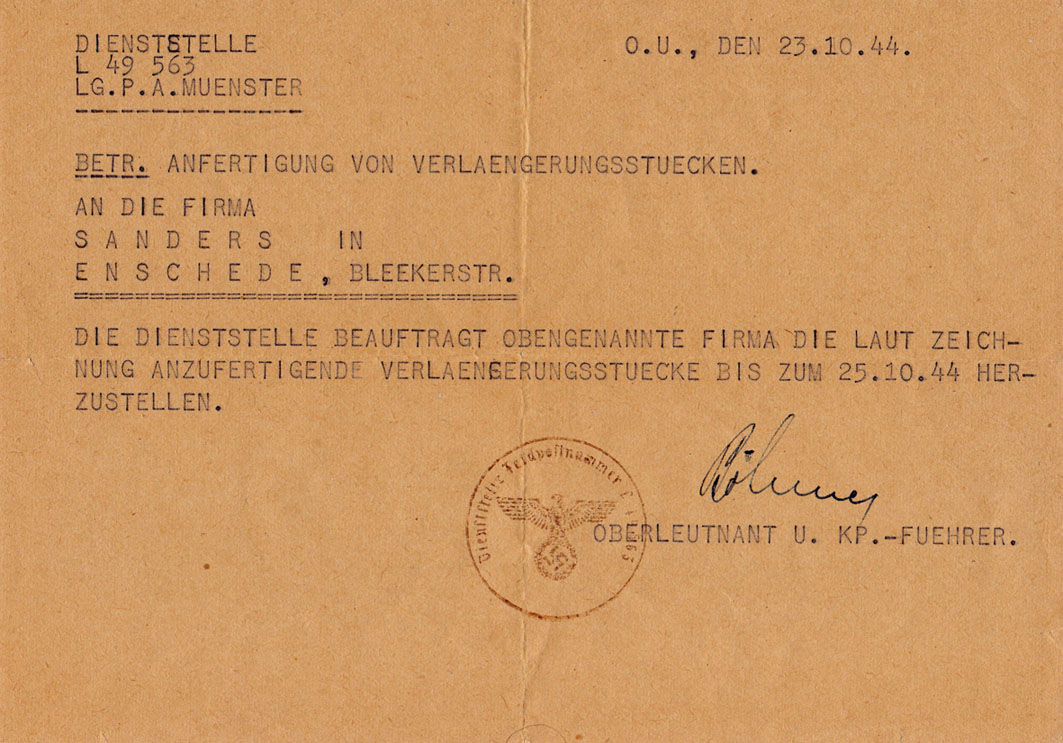 DIENSTSTELLE
L 49 563
LG.P.A.MUENSTER
O.U., DEN 23.10.44.
BETR. ANFERTIGUNG VON VERLAENGERUNGSSTUECKEN.
AN DIE FIRMA
S A N D E R S IN
E N S C H E D E , BLEEKERSTR.
DIE DIENSTSTELLE BEAUFTRAGT OBENGENANNTE FIRMA DIE LAUT ZEICH-
NUNG ANZUFERTIGENDE VERLAENGERUNGSSTUECKE BIS ZUM 25.10.44 HER-
ZUSTELLEN.
Dienststelle Feldpostnummer L
OBERLEUTNANT U. KP.-FUEHRER.